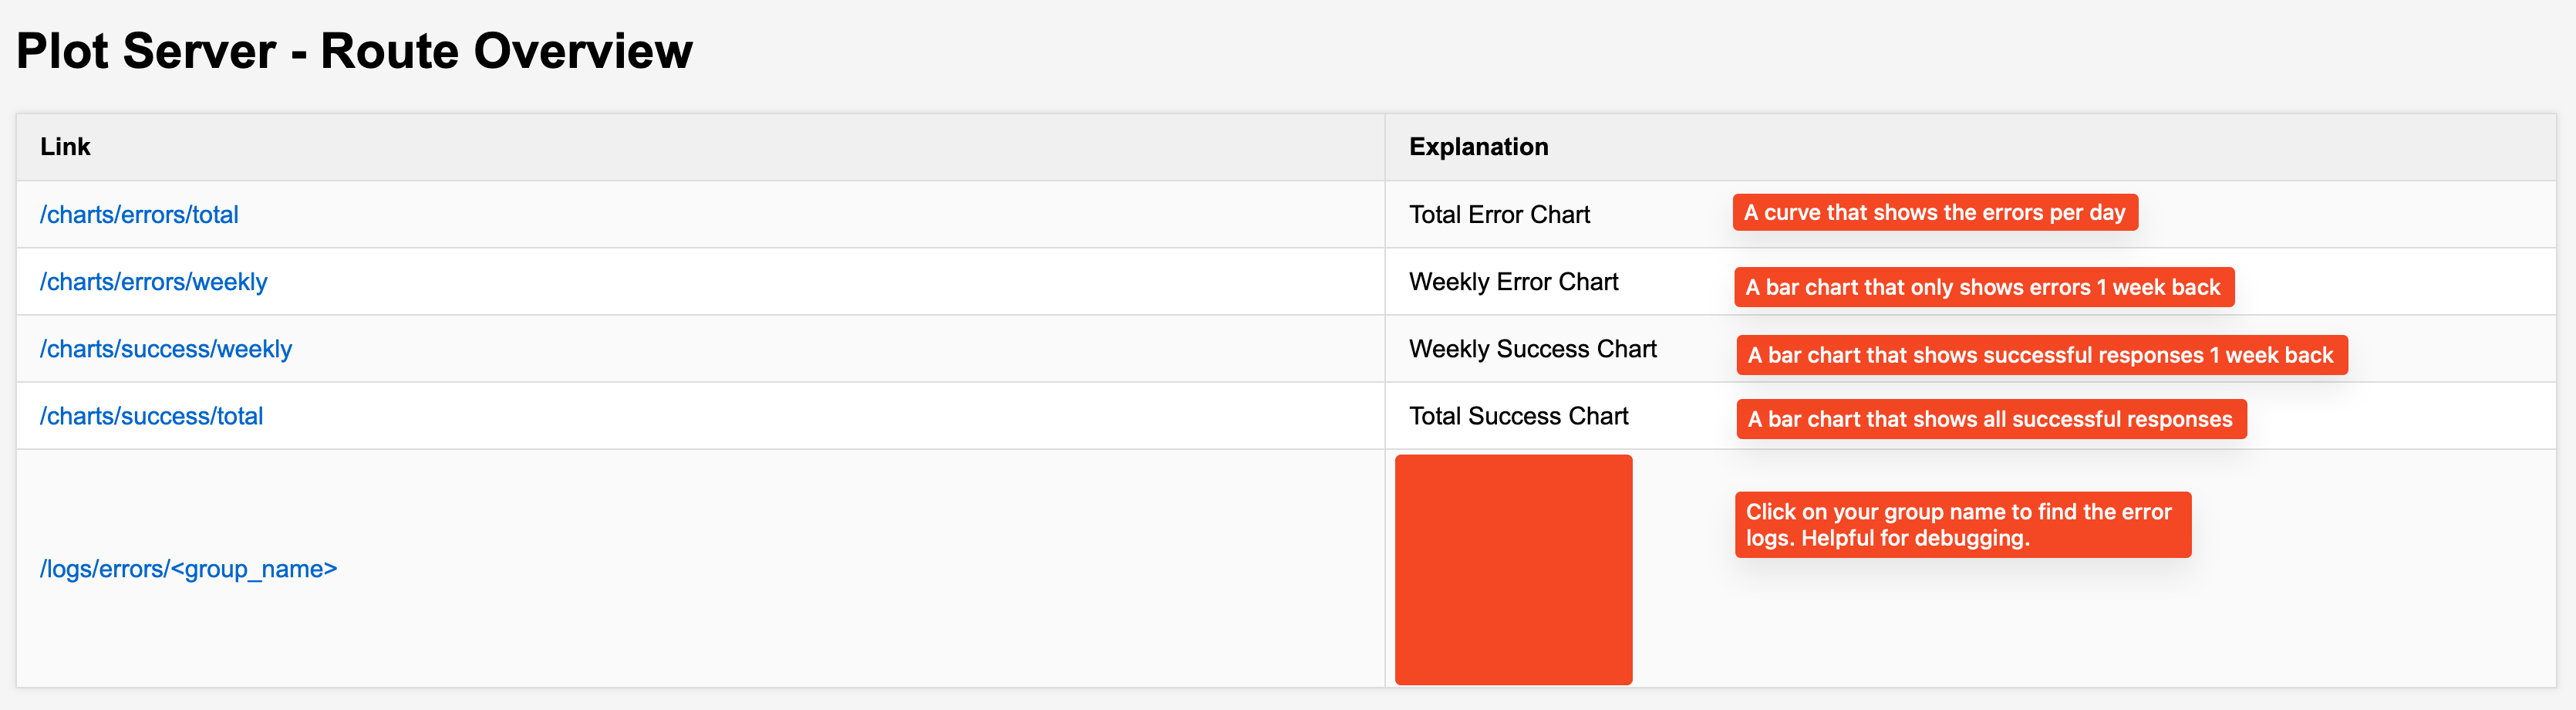 Plot Server - Route Overview
Link Explanation
/charts/errors/total Total Error Chart A curve that shows the errors per day
/charts/errors/weekly Weekly Error Chart A bar chart that only shows errors 1 week back
/charts/success/weekly Weekly Success Chart A bar chart that shows successful responses 1 week back
/charts/success/total Total Success Chart A bar chart that shows all successful responses
/logs/errors/<group_name>
Click on your group name to find the error
logs. Helpful for debugging.